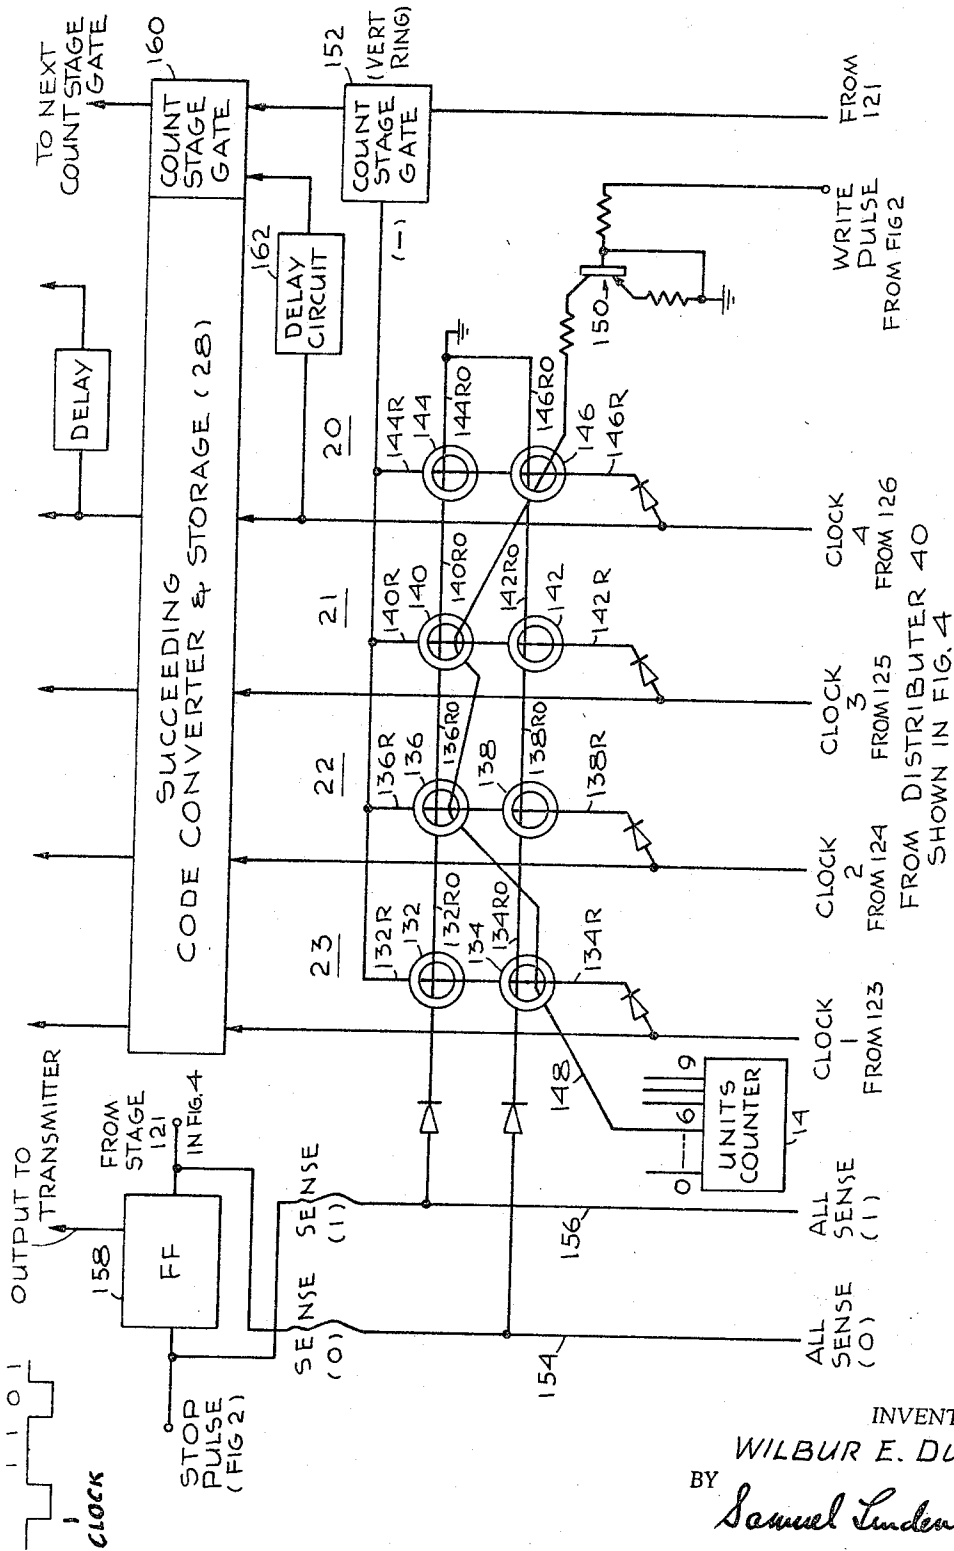 CLOCK
1
1 1 0 1
OUTPUT TO
TRANSMITTER
158
FF
STOP
PULSE
(FIG 2)
FROM
STAGE
121
IN FIG.4
SENSE
(0)
SENSE
(1)
SUCCEEDING
CODE CONVERTER & STORAGE (28)
DELAY
TO NEXT
COUNT STAGE
GATE
COUNT
STAGE
GATE
160
162
DELAY
CIRCUIT
152
(VERT
RING)
COUNT
STAGE
GATE
(-)
23
22
21
20
132R
132
132RO
136R
136
136RO
140R
140
140RO
144R
144
144RO
134
134RO
134R
138
138RO
138R
142RO
142
142R
146RO
146
146R
148
150
0 ---- 6 9
UNITS
COUNTER
14
154
156
ALL
SENSE
(0)
ALL
SENSE
(1)
CLOCK
1
FROM 123
CLOCK
2
FROM 124
CLOCK
3
FROM 125
CLOCK
4
FROM 126
FROM DISTRIBUTER 40
SHOWN IN FIG. 4
WRITE
PULSE
FROM FIG2
FROM
121
INVENT
WILBUR E. DU
BY
Samuel Linden